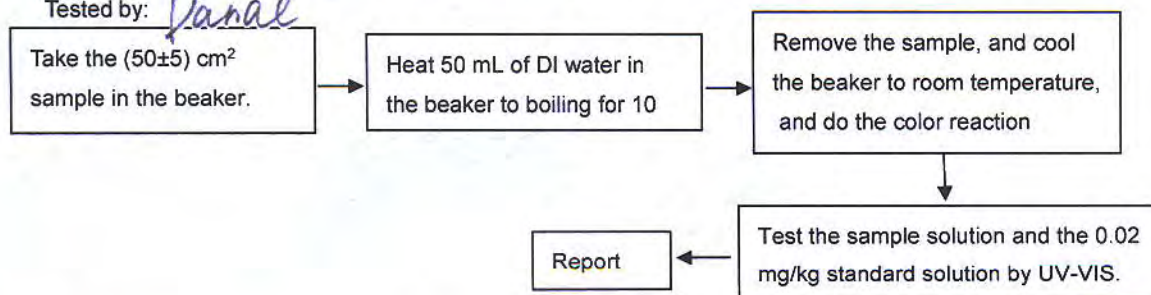 Tested by:
Take the (50±5) cm²
sample in the beaker.
Heat 50 mL of DI water in
the beaker to boiling for 10
Remove the sample, and cool
the beaker to room temperature,
and do the color reaction
Test the sample solution and the 0.02
mg/kg standard solution by UV-VIS.
Report